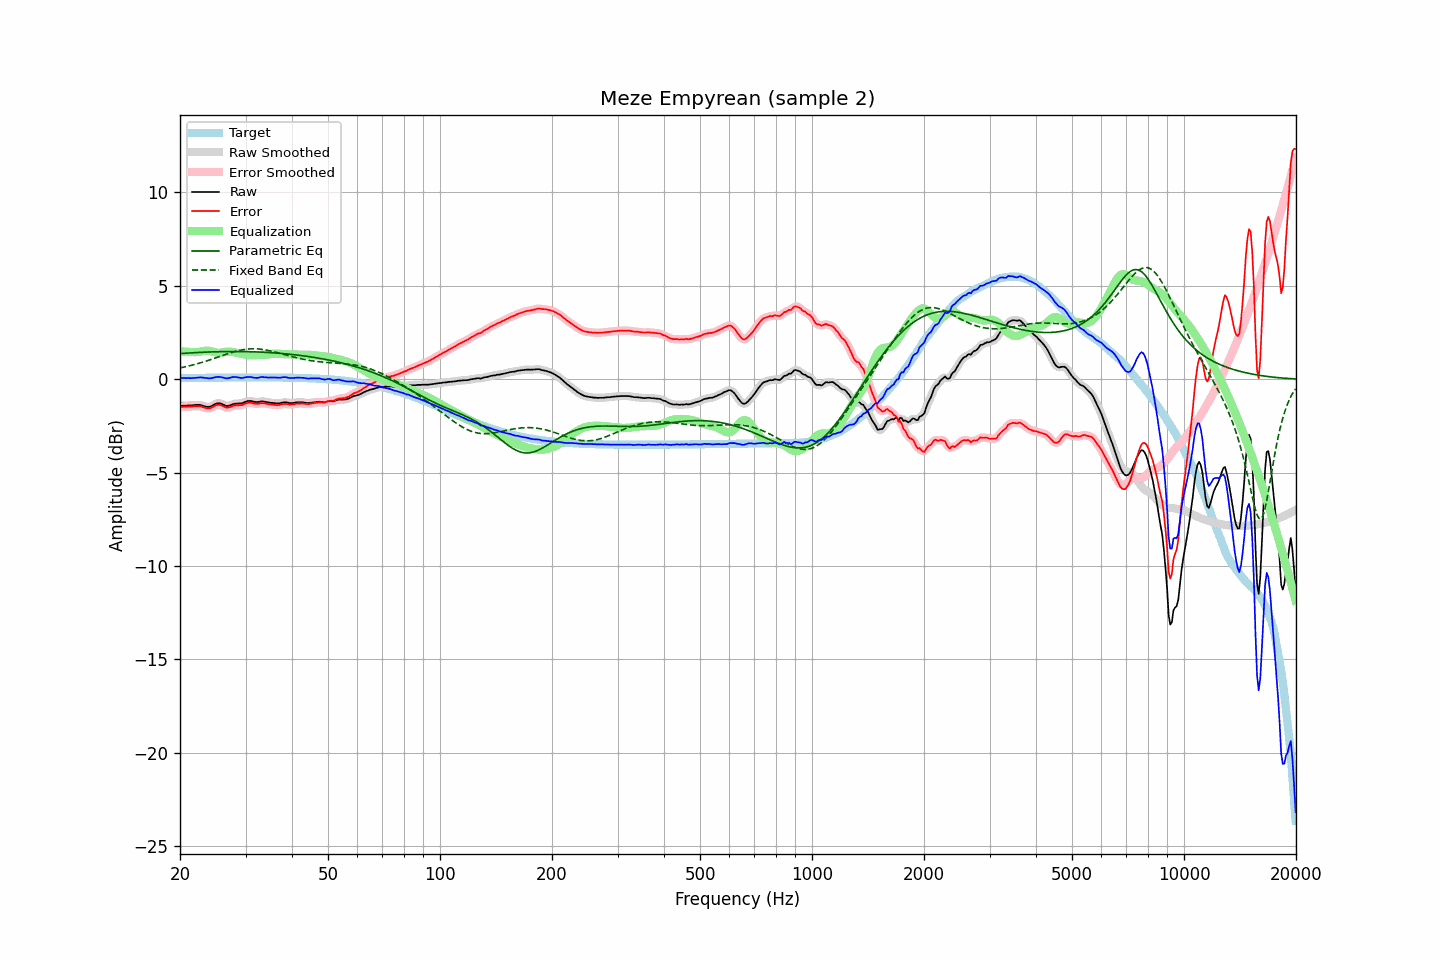 Meze Empyrean (sample 2)
Target
Raw Smoothed
Error Smoothed
Raw
Error
Equalization
Parametric Eq
Fixed Band Eq
Equalized
10
5
0
−5
−10
−15
−20
−25
Amplitude (dBr)
20
50
100
200
500
1000
2000
5000
10000
20000
Frequency (Hz)